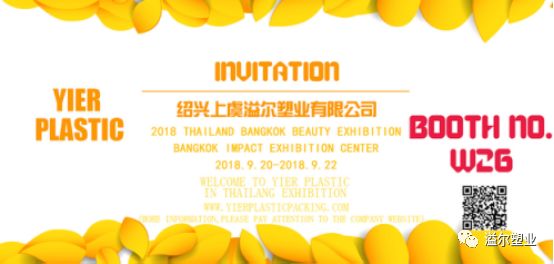 INVITATION
YIER
PLASTIC
绍兴上虞溢尔塑业有限公司
2018 THAILAND BANGKOK BEAUTY EXHIBITION
BANGKOK IMPACT EXHIBITION CENTER
2018.9.20-2018.9.22
WELCOME TO YIER PLASTIC
IN THAILANG EXHIBITION
WWW.YIERPLASTICPACKING.COM
(MORE INFORMATION,PLEASE PAY ATTENTION TO THE COMPANY WEBSITE)
BOOTH NO.
W26
溢尔塑业